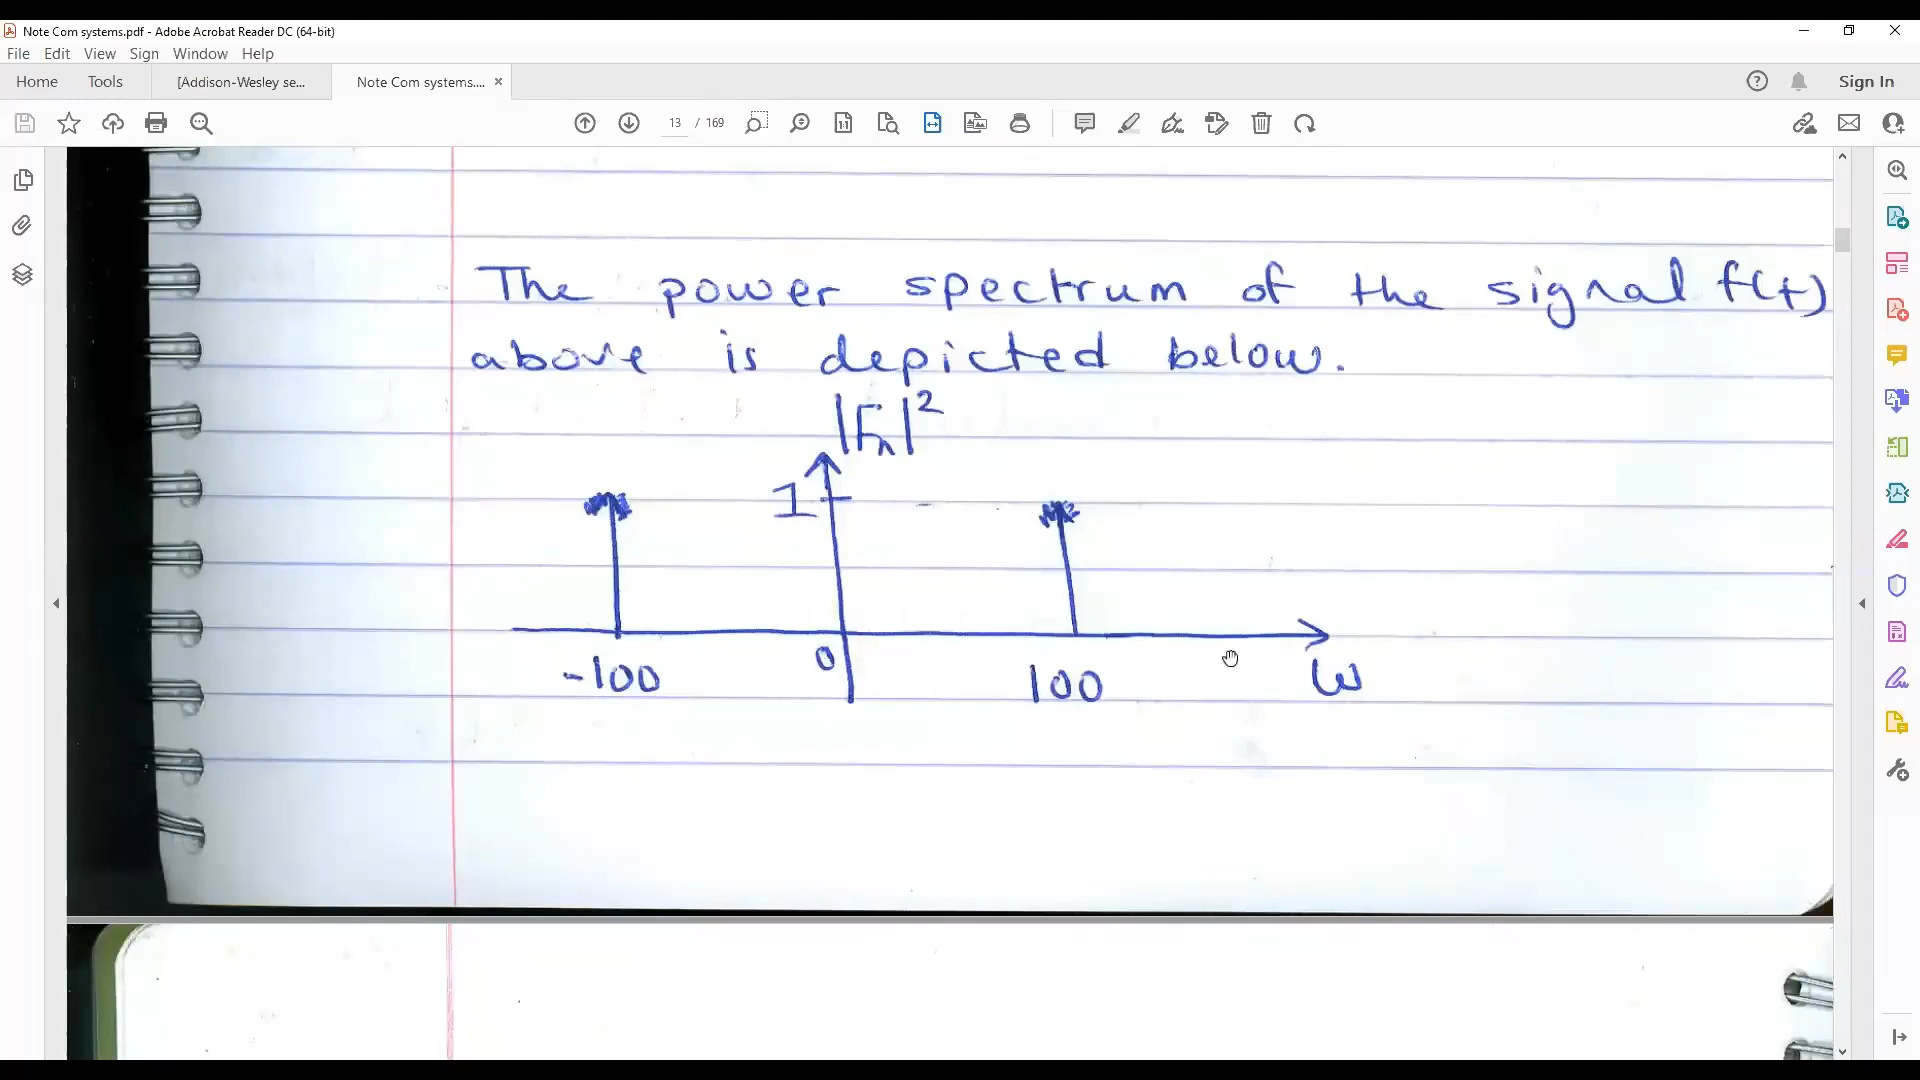 Note Com systems.pdf - Adobe Acrobat Reader DC (64-bit)
File Edit View Sign Window Help
Home Tools [Addison-Wesley se... Note Com systems.... × Sign In
13 / 169
The power spectrum of the signal f(t)
above is depicted below.
|Fn|²
1
-100 0 100 ω